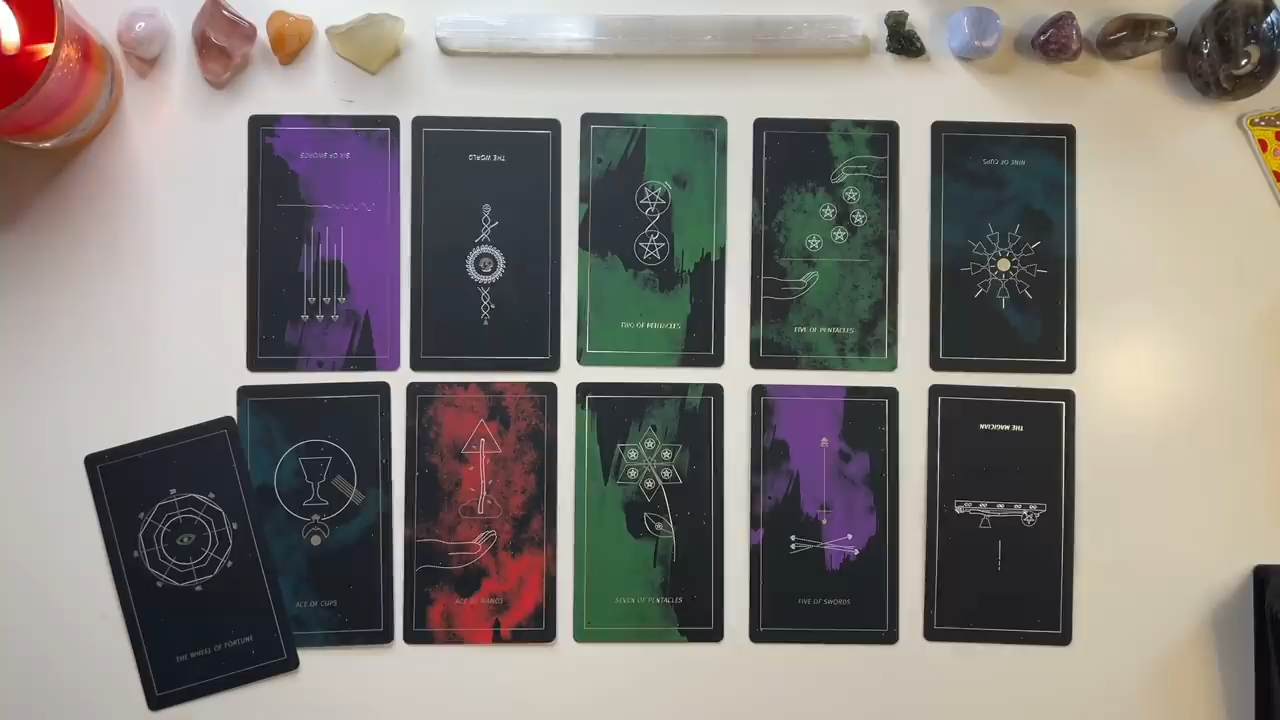 SIX OF SWORDS
THE WORLD
TWO OF PENTACLES
FIVE OF PENTACLES
NINE OF CUPS
THE WHEEL OF FORTUNE
ACE OF CUPS
ACE OF WANDS
SEVEN OF PENTACLES
FIVE OF SWORDS
THE MAGICIAN